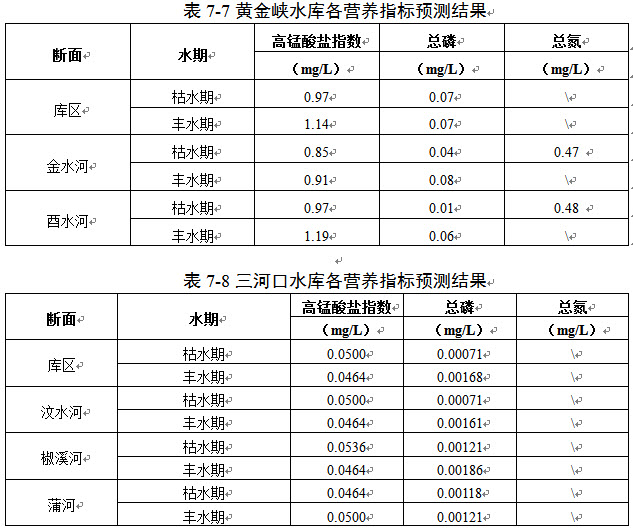 表 7-7 黄金峡水库各营养指标预测结果
断面 水期 高锰酸盐指数 总磷 总氮
（mg/L） （mg/L） （mg/L）
库区 枯水期 0.97 0.07 \
丰水期 1.14 0.07 \
金水河 枯水期 0.85 0.04 0.47
丰水期 0.91 0.08 \
酉水河 枯水期 0.97 0.01 0.48
丰水期 1.19 0.06 \
表 7-8 三河口水库各营养指标预测结果
断面 水期 高锰酸盐指数 总磷 总氮
（mg/L） （mg/L） （mg/L）
库区 枯水期 0.0500 0.00071 \
丰水期 0.0464 0.00168 \
汶水河 枯水期 0.0500 0.00071 \
丰水期 0.0464 0.00161 \
椒溪河 枯水期 0.0536 0.00121 \
丰水期 0.0464 0.00186 \
蒲河 枯水期 0.0464 0.00118 \
丰水期 0.0500 0.00121 \